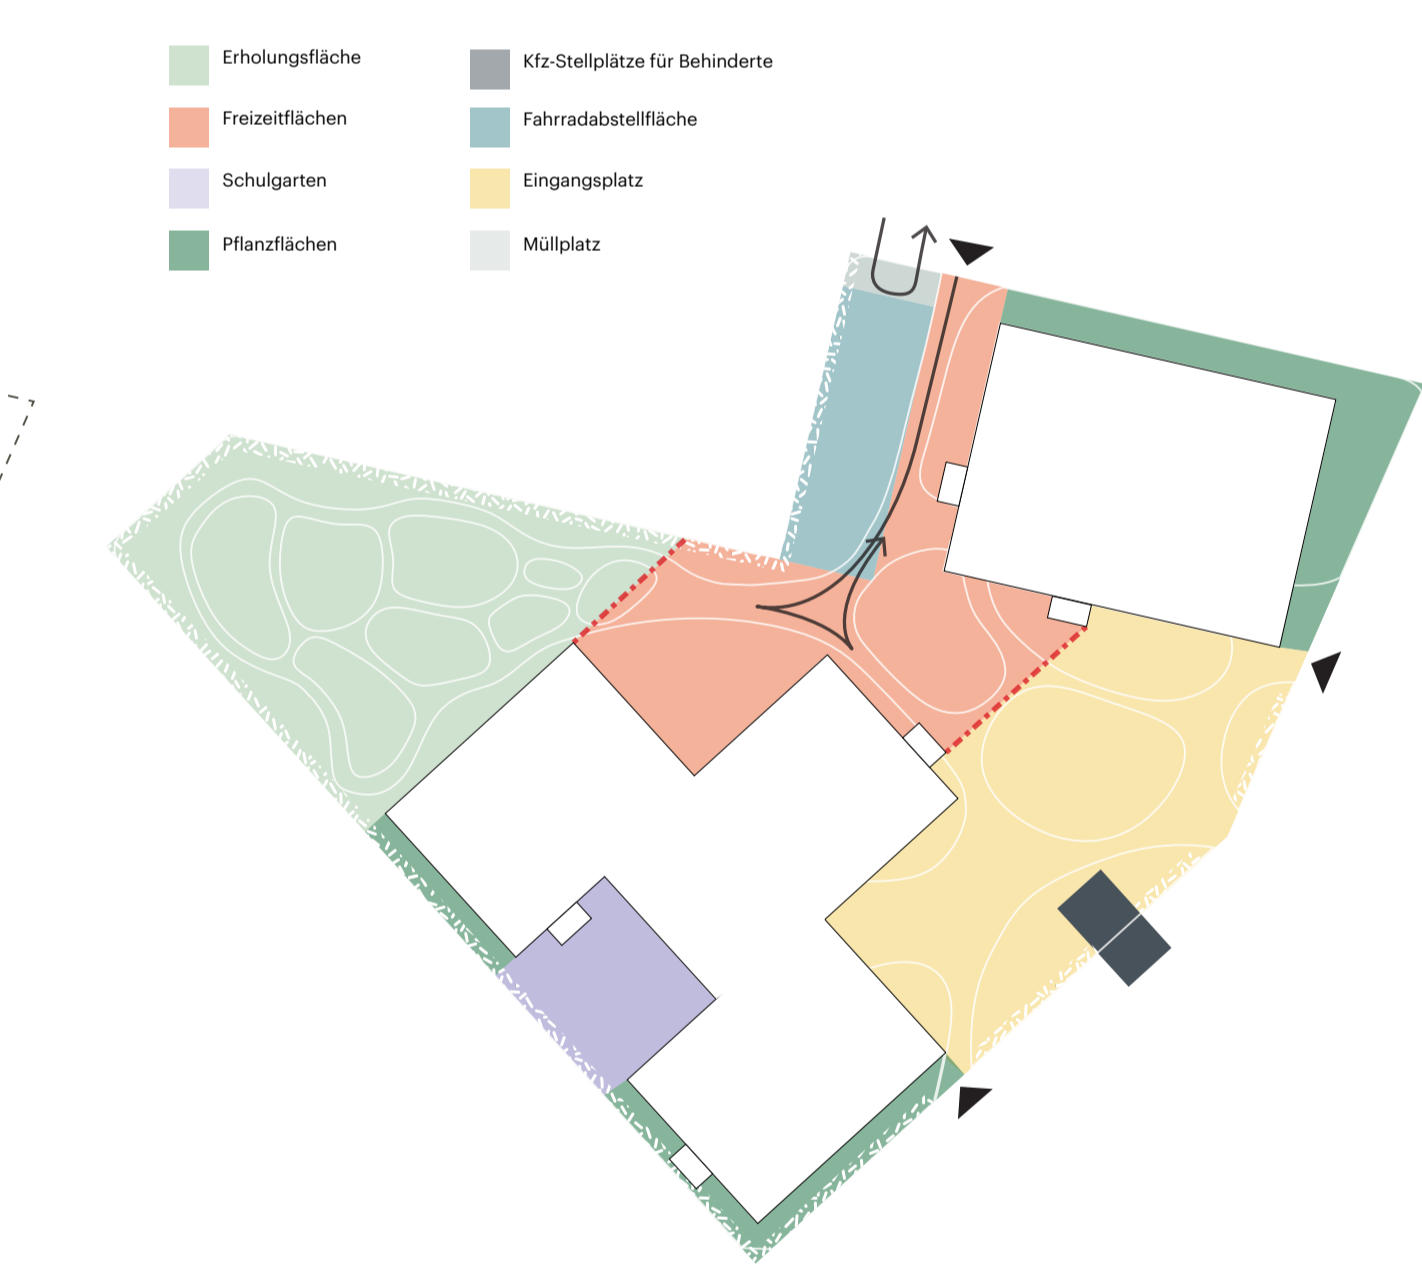 Erholungsfläche
Freizeitflächen
Schulgarten
Pflanzflächen
Kfz-Stellplätze für Behinderte
Fahrradabstellfläche
Eingangsplatz
Müllplatz